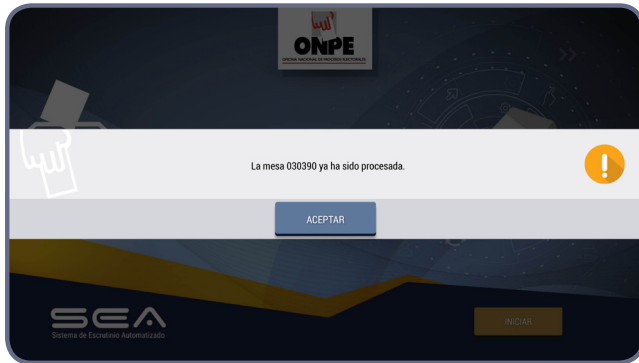 ONPE
OFICINA NACIONAL DE PROCESOS ELECTORALES
La mesa 030390 ya ha sido procesada.
ACEPTAR
SEA
Sistema de Escrutinio Automatizado
INICIAR